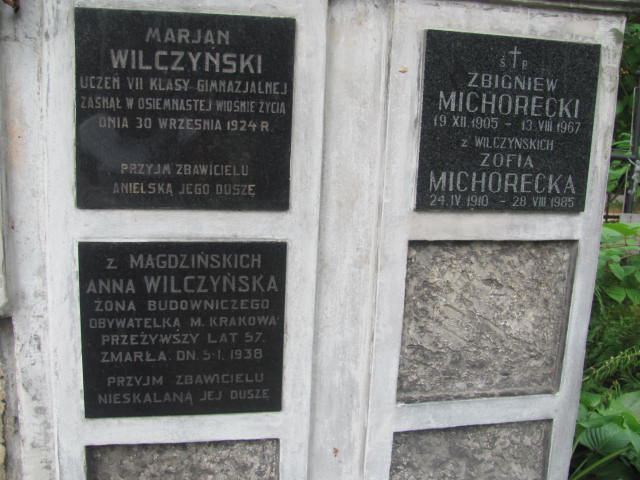 MARJAN
WILCZYŃSKI
UCZEŃ VII KLASY GIMNAZJALNEJ
ZASNĄŁ W OSIEMNASTEJ WIOŚNIE ŻYCIA
DNIA 30 WRZEŚNIA 1924 R.
PRZYJM ZBAWICIELU
ANIELSKĄ JEGO DUSZĘ
Z MAGDZIŃSKICH
ANNA WILCZYŃSKA
ŻONA BUDOWNICZEGO
OBYWATELKA M. KRAKOWA
PRZEŻYWSZY LAT 57.
ZMARŁA. DN. 5·I. 1938
PRZYJM ZBAWICIELU
NIESKALANĄ JEJ DUSZĘ
Ś P
ZBIGNIEW
MICHORECKI
19 XII 1905 - 13 VIII 1967
Z WILCZYŃSKICH
ZOFIA
MICHORECKA
24 IV 1910 - 28 VIII 1985